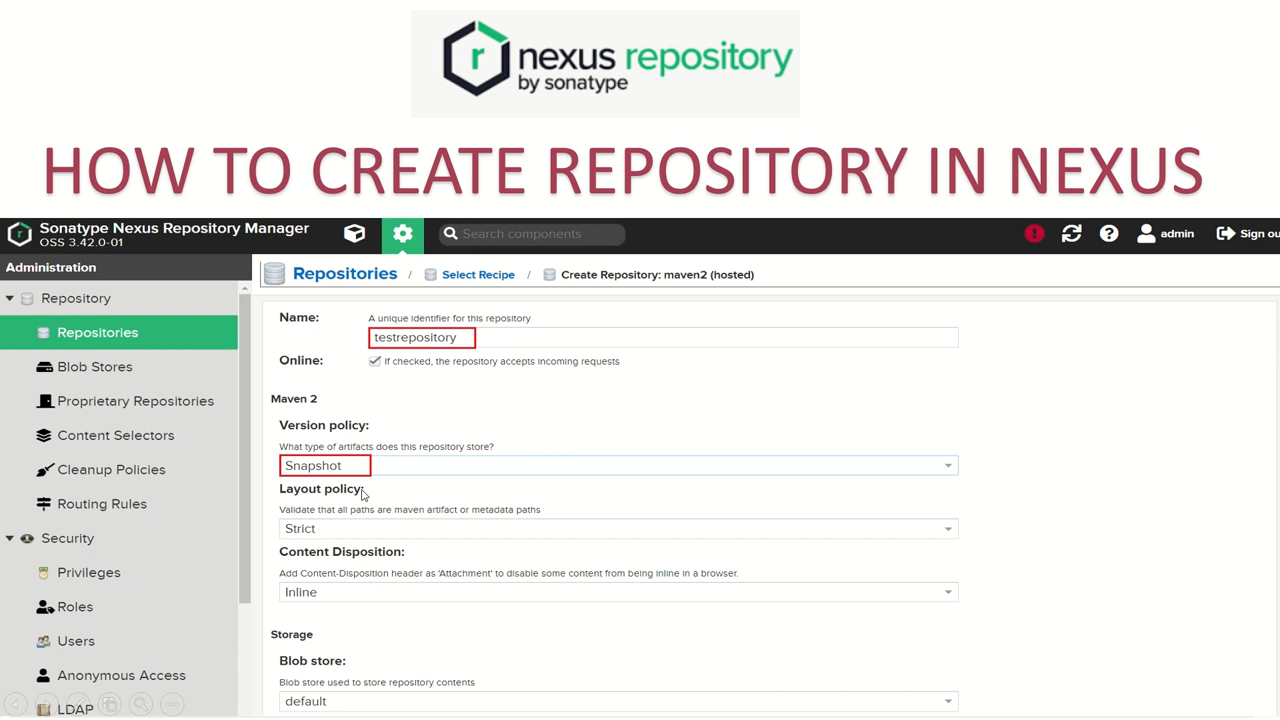 r nexus repository
by sonatype
HOW TO CREATE REPOSITORY IN NEXUS
Sonatype Nexus Repository Manager
OSS 3.42.0-01
Search components
admin
Sign ou
Administration
Repositories / Select Recipe / Create Repository: maven2 (hosted)
Repository
Repositories
Blob Stores
Proprietary Repositories
Content Selectors
Cleanup Policies
Routing Rules
Security
Privileges
Roles
Users
Anonymous Access
LDAP
Name:
A unique identifier for this repository
testrepository
Online:
If checked, the repository accepts incoming requests
Maven 2
Version policy:
What type of artifacts does this repository store?
Snapshot
Layout policy:
Validate that all paths are maven artifact or metadata paths
Strict
Content Disposition:
Add Content-Disposition header as 'Attachment' to disable some content from being inline in a browser.
Inline
Storage
Blob store:
Blob store used to store repository contents
default